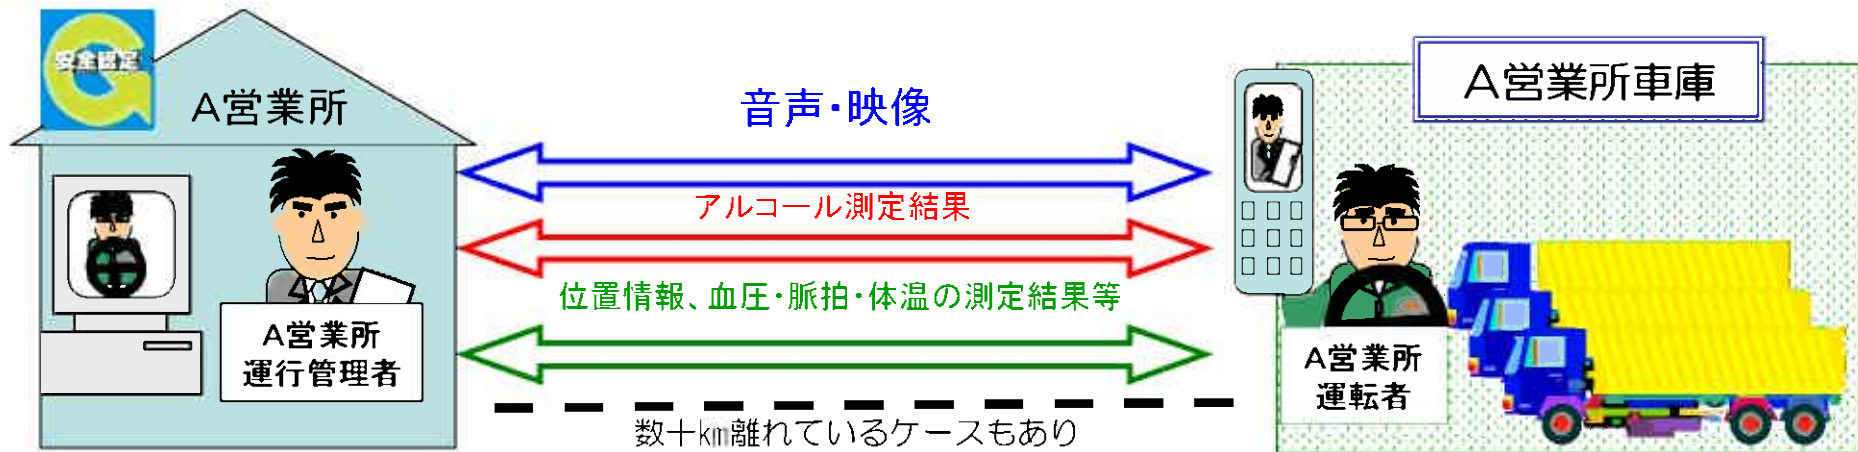 安全認定
A営業所
音声・映像
A営業所車庫
アルコール測定結果
位置情報、血圧・脈拍・体温の測定結果等
A営業所
運行管理者
A営業所
運転者
数十km離れているケースもあり